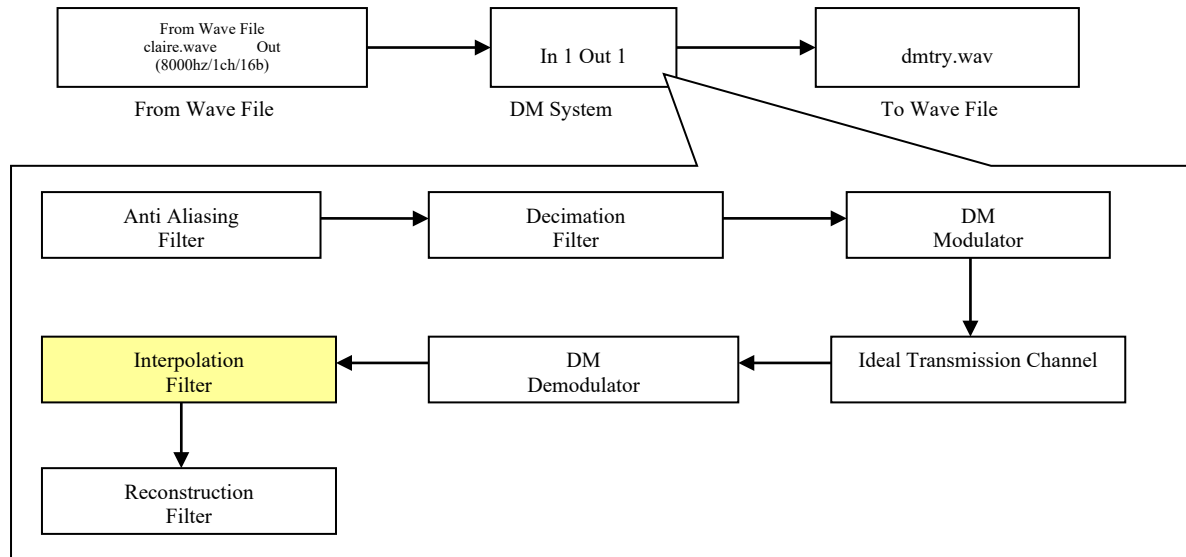 From Wave File
claire.wave Out
(8000hz/1ch/16b)
In 1 Out 1
dmtry.wav
From Wave File
DM System
To Wave File
Anti Aliasing
Filter
Decimation
Filter
DM
Modulator
Interpolation
Filter
DM
Demodulator
Ideal Transmission Channel
Reconstruction
Filter